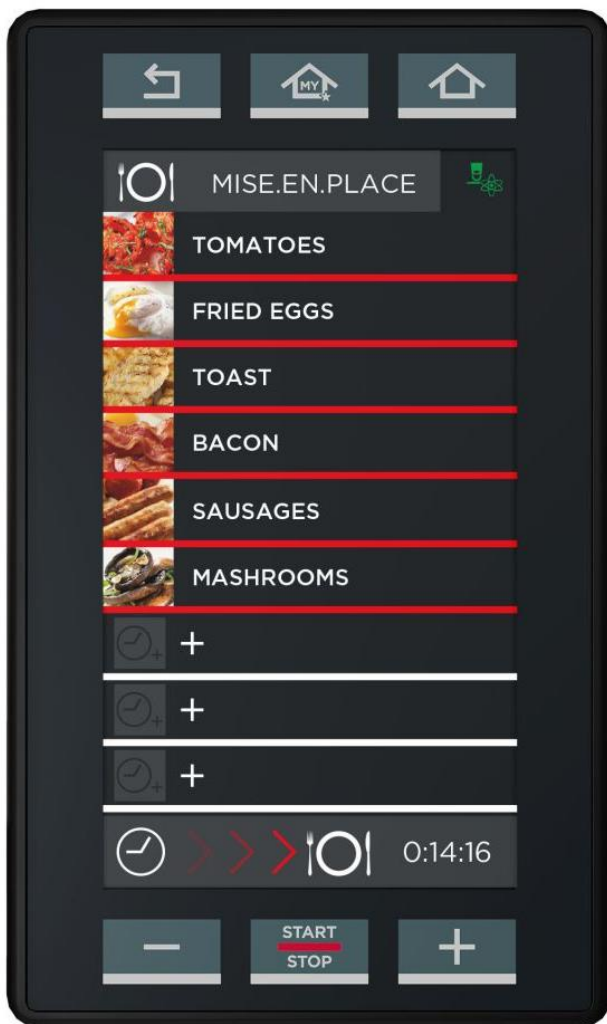 MY
MISE.EN.PLACE
TOMATOES
FRIED EGGS
TOAST
BACON
SAUSAGES
MASHROOMS
+
+
+
0:14:16
− START +
STOP